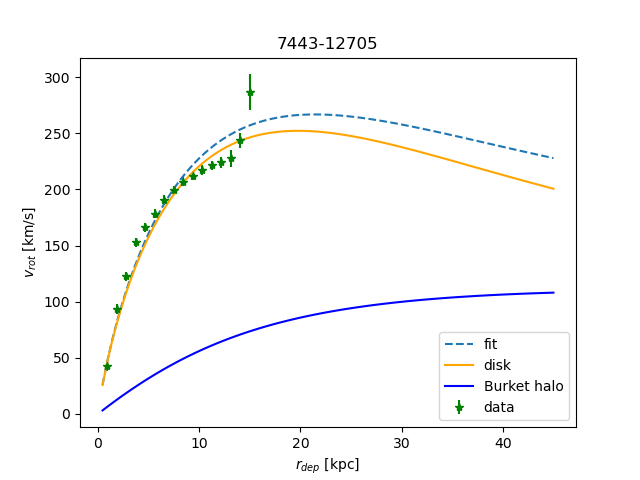 7443-12705
300
250
200
150
100
50
0
v_rot [km/s]
0 10 20 30 40
r_dep [kpc]
fit
disk
Burket halo
data